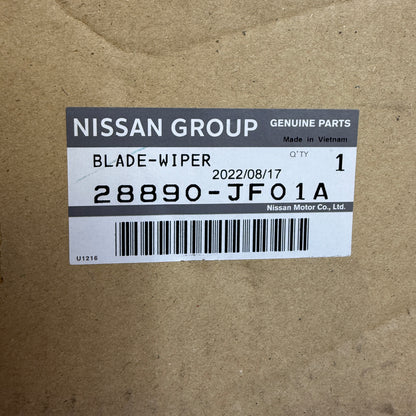 NISSAN GROUP GENUINE PARTS
Made in Vietnam
BLADE-WIPER Q'TY 1
2022/08/17
28890-JF01A
Nissan Motor Co., Ltd.
U1216